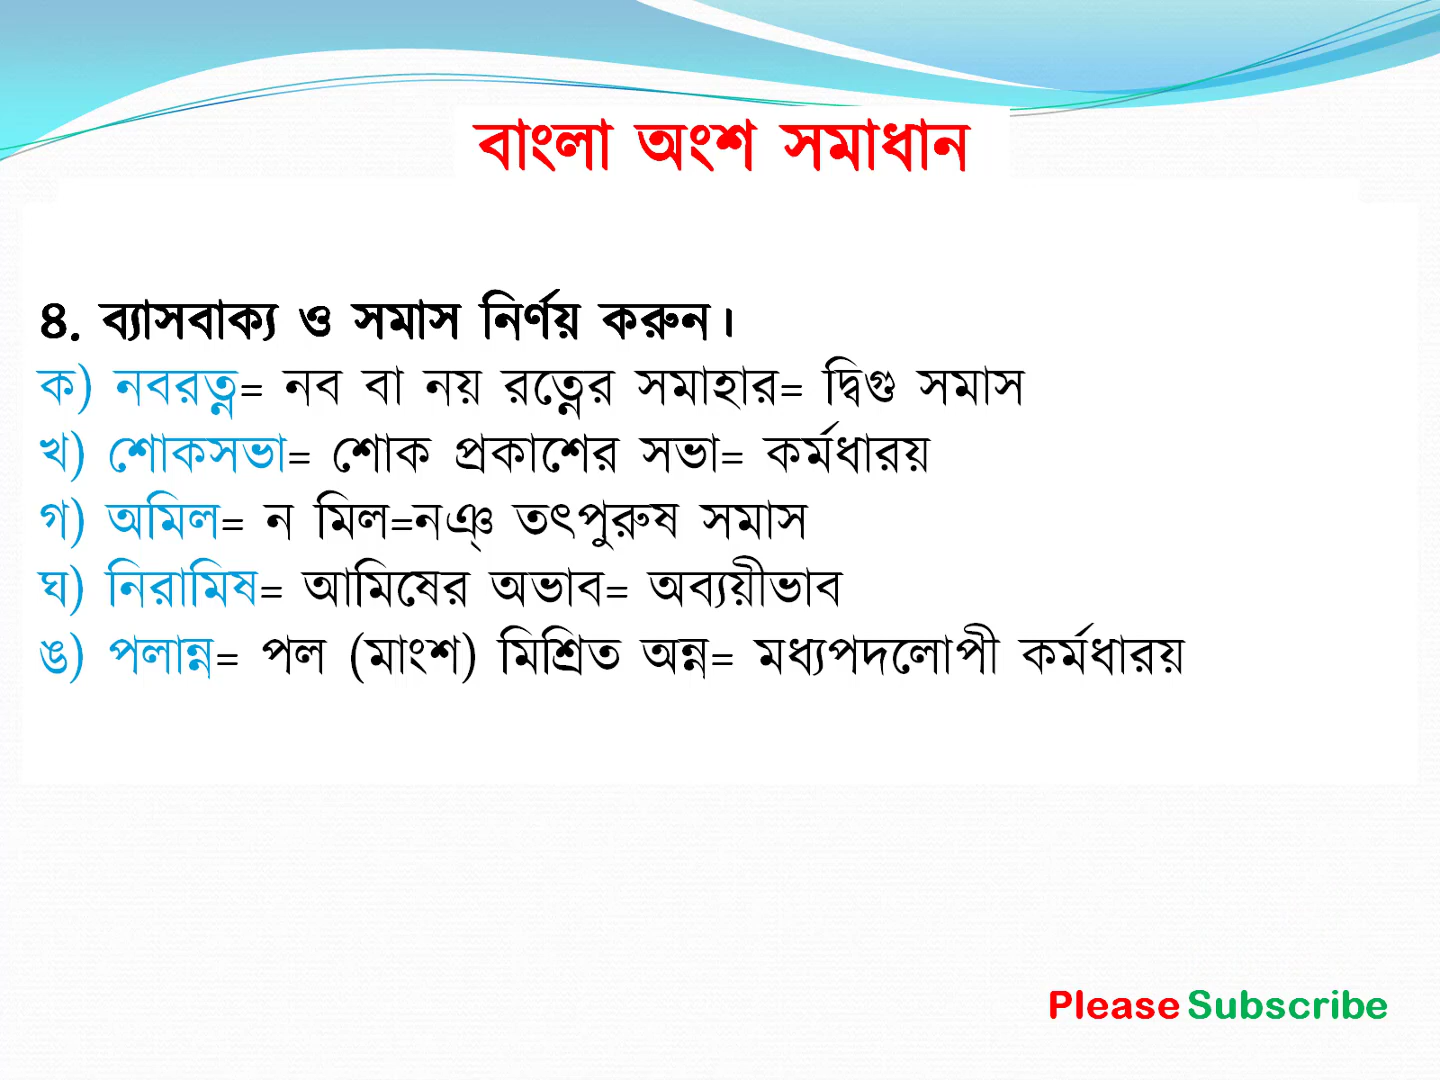 বাংলা অংশ সমাধান
৪. ব্যাসবাক্য ও সমাস নির্ণয় করুন।
ক) নবরত্ন= নব বা নয় রত্নের সমাহার= দ্বিগু সমাস
খ) শোকসভা= শোক প্রকাশের সভা= কর্মধারয়
গ) অমিল= ন মিল=নঞ্ তৎপুরুষ সমাস
ঘ) নিরামিষ= আমিষের অভাব= অব্যয়ীভাব
ঙ) পলান্ন= পল (মাংশ) মিশ্রিত অন্ন= মধ্যপদলোপী কর্মধারয়
Please Subscribe